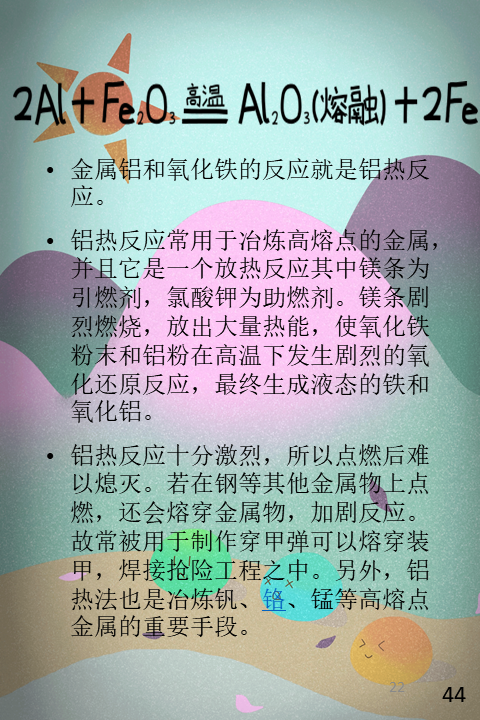 2Al+Fe₂O₃ 高温 Al₂O₃(熔融)+2Fe
• 金属铝和氧化铁的反应就是铝热反
应。
• 铝热反应常用于冶炼高熔点的金属，
并且它是一个放热反应其中镁条为
引燃剂，氯酸钾为助燃剂。镁条剧
烈燃烧，放出大量热能，使氧化铁
粉末和铝粉在高温下发生剧烈的氧
化还原反应，最终生成液态的铁和
氧化铝。
• 铝热反应十分激烈，所以点燃后难
以熄灭。若在钢等其他金属物上点
燃，还会熔穿金属物，加剧反应。
故常被用于制作穿甲弹可以熔穿装
甲，焊接抢险工程之中。另外，铝
热法也是冶炼钒、铬、锰等高熔点
金属的重要手段。
22
44